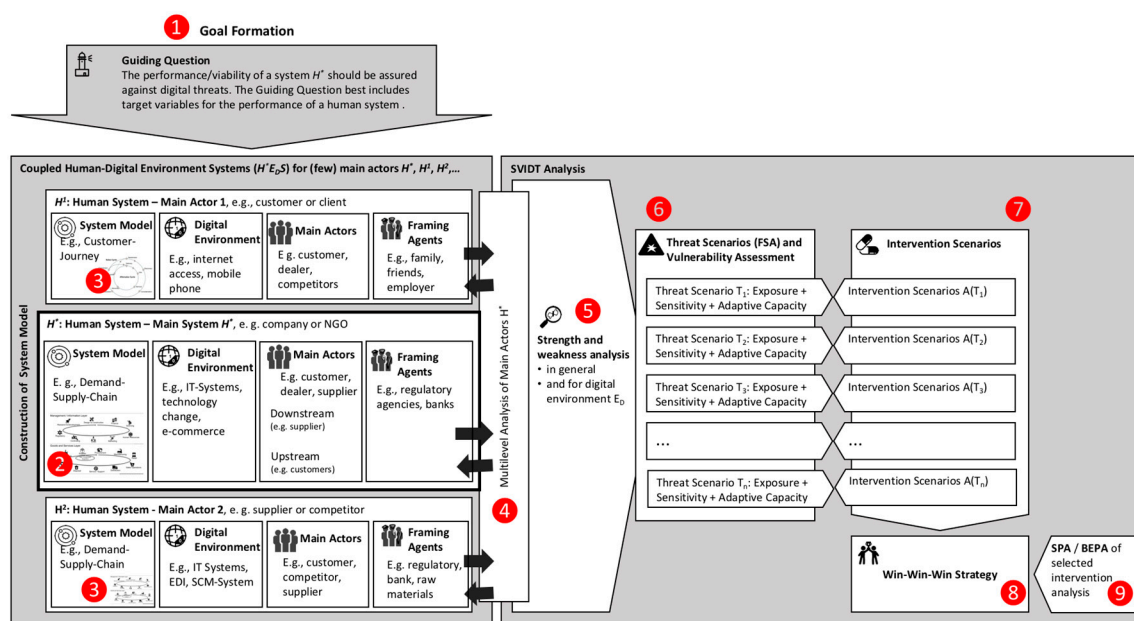 1 Goal Formation
Guiding Question
The performance/viability of a system H* should be assured
against digital threats. The Guiding Question best includes
target variables for the performance of a human system .
Coupled Human-Digital Environment Systems (H*EDS) for (few) main actors H*, H1, H2,...
Construction of System Model
H1: Human System – Main Actor 1, e.g., customer or client
System Model
E.g., Customer-
Journey
3
Digital
Environment
E.g., internet
access, mobile
phone
Main Actors
E g. customer,
dealer,
competitors
Framing
Agents
E.g., family,
friends,
employer
H*: Human System – Main System H*, e. g. company or NGO
System Model
E. g., Demand-
Supply-Chain
2
Digital
Environment
E.g., IT-Systems,
technology
change,
e-commerce
Main Actors
E.g. customer,
dealer, supplier
Downstream
(e.g. supplier)
Upstream
(e.g. customers)
Framing
Agents
E.g., regulatory
agencies, banks
H2: Human System - Main Actor 2, e. g. supplier or competitor
System Model
E.g., Demand-
Supply-Chain
3
Digital
Environment
E.g., IT Systems,
EDI, SCM-System
Main Actors
E.g., customer,
competitor,
supplier
Framing
Agents
E.g. regulatory,
bank, raw
materials
Multilevel Analysis of Main Actors H*
4
SVIDT Analysis
5
Strength and
weakness analysis
• in general
• and for digital
environment ED
6
Threat Scenarios (FSA) and
Vulnerability Assessment
Threat Scenario T1: Exposure +
Sensitivity + Adaptive Capacity
Threat Scenario T2: Exposure +
Sensitivity + Adaptive Capacity
Threat Scenario T3: Exposure +
Sensitivity + Adaptive Capacity
...
Threat Scenario Tn: Exposure +
Sensitivity + Adaptive Capacity
7
Intervention Scenarios
Intervention Scenarios A(T1)
Intervention Scenarios A(T2)
Intervention Scenarios A(T3)
...
Intervention Scenarios A(Tn)
Win-Win-Win Strategy
8
SPA / BEPA of
selected
intervention
analysis
9